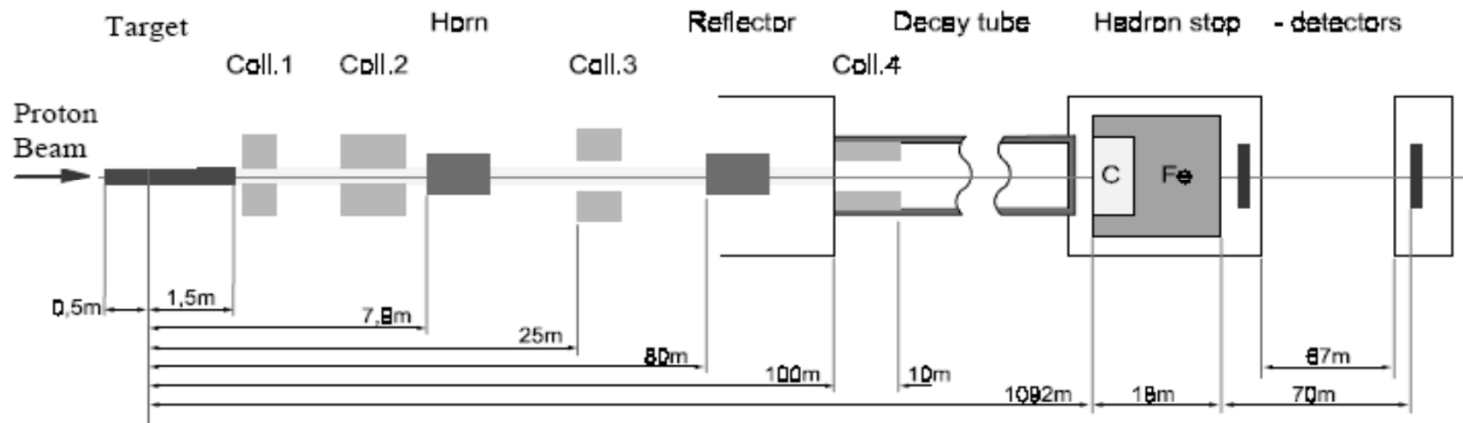 Target Horn Reflector Decay tube Hadron stop - detectors
Coll.1 Coll.2 Coll.3 Coll.4
Proton
Beam
C Fe
0,5m 1,5m
7,8m
25m
80m 67m
100m 10m
1092m 18m 70m